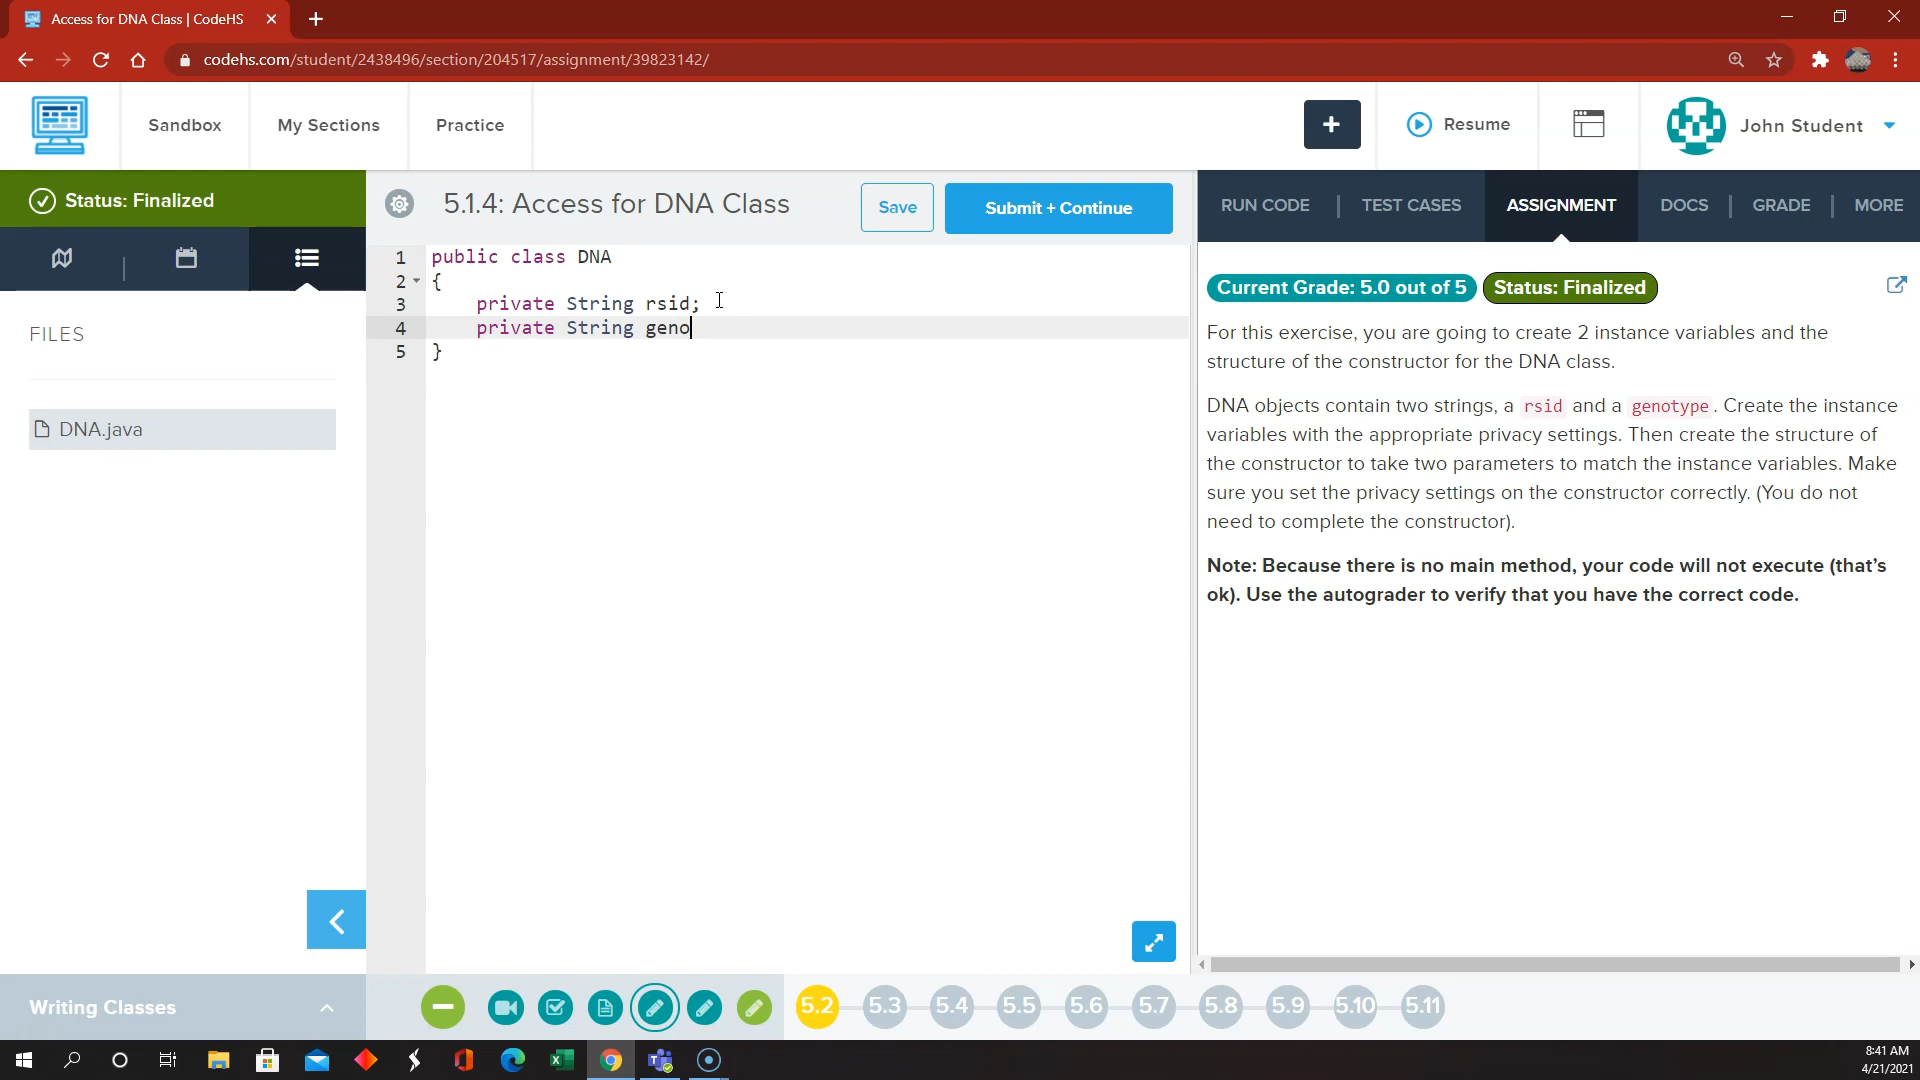 Access for DNA Class | CodeHS
codehs.com/student/2438496/section/204517/assignment/39823142/
Sandbox
My Sections
Practice
+
Resume
John Student
Status: Finalized
5.1.4: Access for DNA Class
Save
Submit + Continue
RUN CODE
TEST CASES
ASSIGNMENT
DOCS
GRADE
MORE
FILES
DNA.java
1 public class DNA
2 {
3 private String rsid;
4 private String geno
5 }
Current Grade: 5.0 out of 5
Status: Finalized
For this exercise, you are going to create 2 instance variables and the
structure of the constructor for the DNA class.
DNA objects contain two strings, a rsid and a genotype. Create the instance
variables with the appropriate privacy settings. Then create the structure of
the constructor to take two parameters to match the instance variables. Make
sure you set the privacy settings on the constructor correctly. (You do not
need to complete the constructor).
Note: Because there is no main method, your code will not execute (that's
ok). Use the autograder to verify that you have the correct code.
Writing Classes
5.2
5.3
5.4
5.5
5.6
5.7
5.8
5.9
5.10
5.11
8:41 AM
4/21/2021